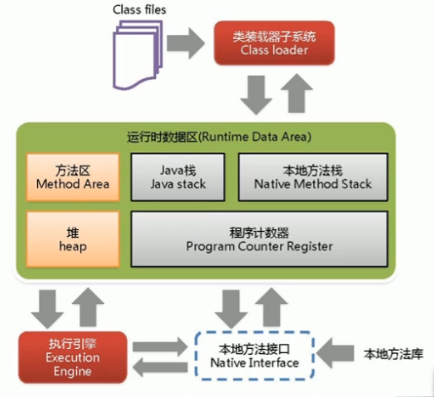 Class files
类装载器子系统
Class loader
运行时数据区(Runtime Data Area)
方法区
Method Area
Java栈
Java stack
本地方法栈
Native Method Stack
堆
heap
程序计数器
Program Counter Register
执行引擎
Execution
Engine
本地方法接口
Native Interface
本地方法库